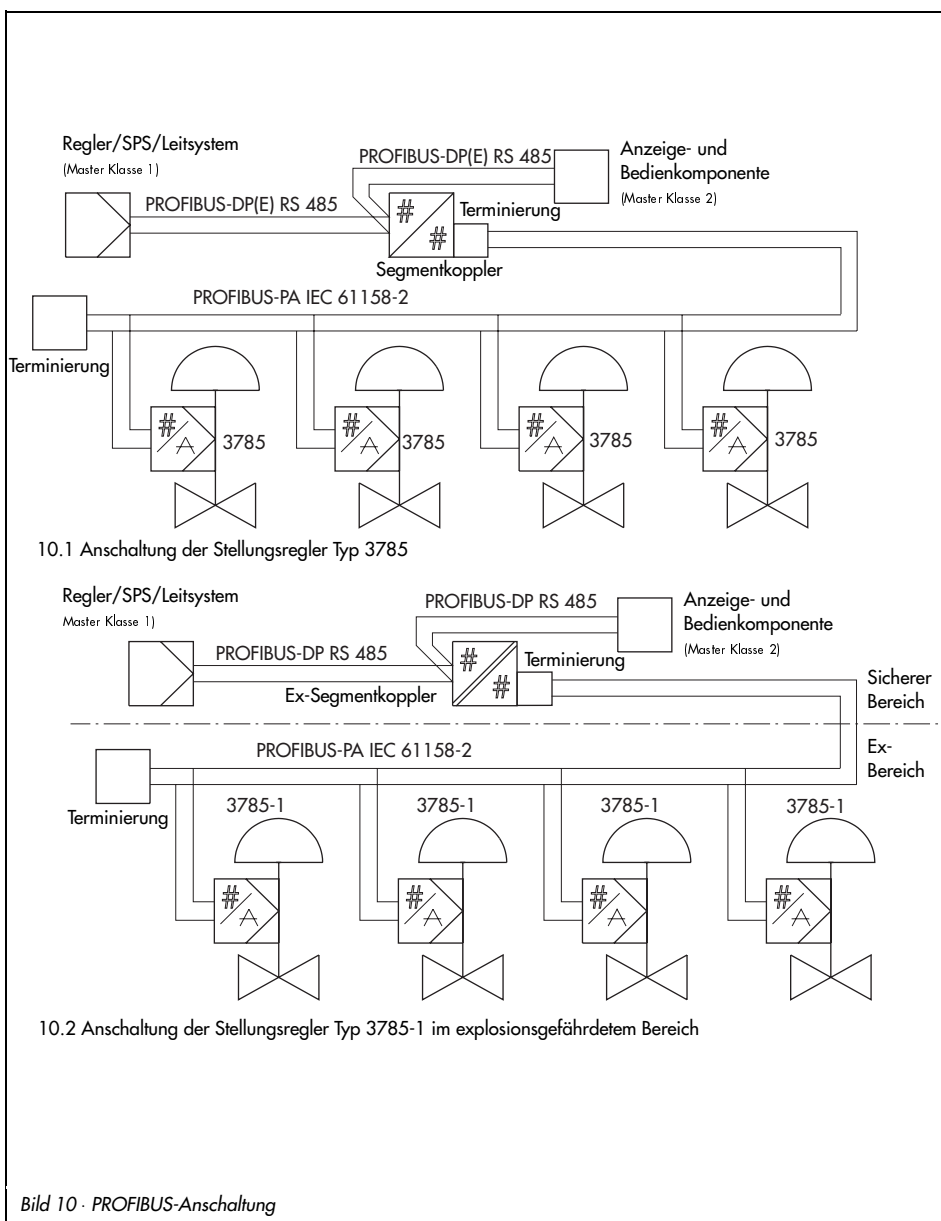 Regler/SPS/Leitsystem
(Master Klasse 1)
PROFIBUS-DP(E) RS 485
PROFIBUS-DP(E) RS 485
Anzeige- und
Bedienkomponente
(Master Klasse 2)
#
#
Terminierung
Segmentkoppler
PROFIBUS-PA IEC 61158-2
Terminierung
#
A
3785
#
A
3785
#
A
3785
#
A
3785
10.1 Anschaltung der Stellungsregler Typ 3785
Regler/SPS/Leitsystem
Master Klasse 1)
PROFIBUS-DP RS 485
PROFIBUS-DP RS 485
Anzeige- und
Bedienkomponente
(Master Klasse 2)
#
#
Terminierung
Ex-Segmentkoppler
Sicherer
Bereich
Ex-
Bereich
PROFIBUS-PA IEC 61158-2
Terminierung
3785-1
3785-1
3785-1
3785-1
#
A
#
A
#
A
#
A
10.2 Anschaltung der Stellungsregler Typ 3785-1 im explosionsgefährdetem Bereich
Bild 10 · PROFIBUS-Anschaltung